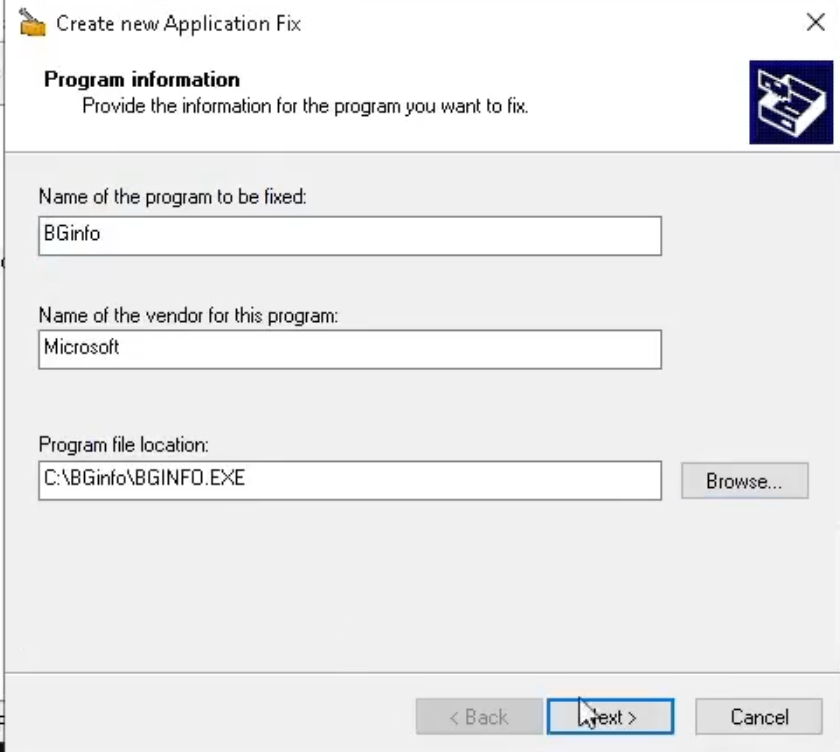 Create new Application Fix
Program information
Provide the information for the program you want to fix.
Name of the program to be fixed:
BGinfo
Name of the vendor for this program:
Microsoft
Program file location:
C:\BGinfo\BGINFO.EXE
Browse...
< Back
Next >
Cancel